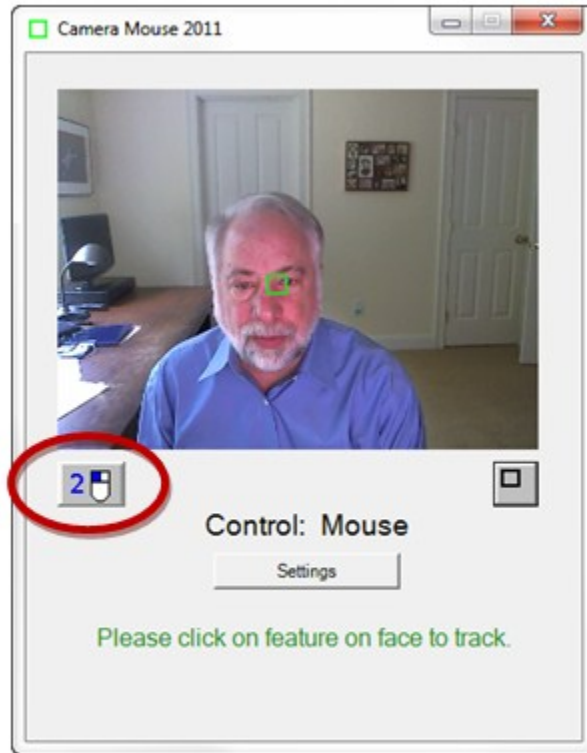 Camera Mouse 2011
2
Control: Mouse
Settings
Please click on feature on face to track.